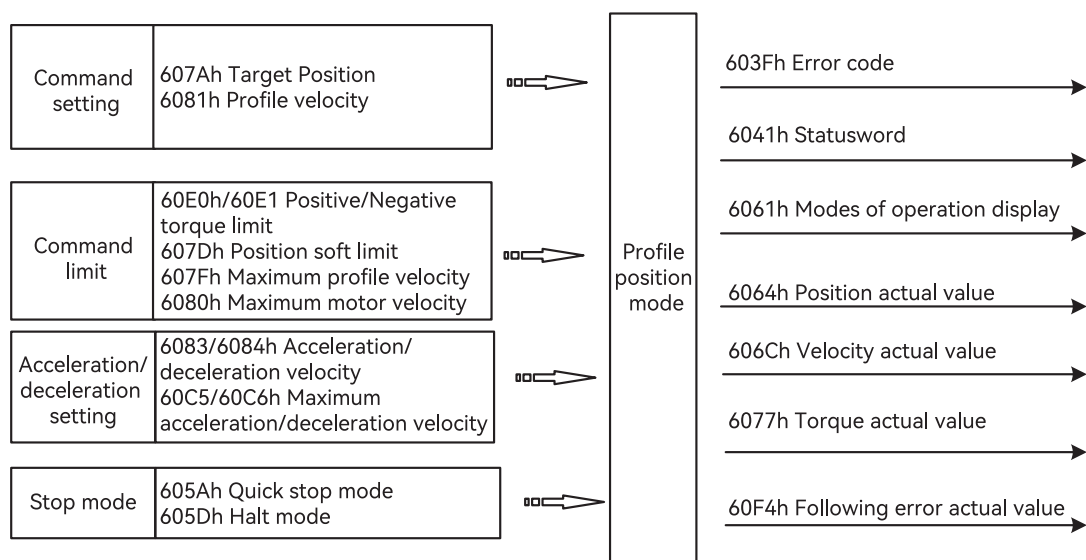 Command
setting
607Ah Target Position
6081h Profile velocity
Command
limit
60E0h/60E1 Positive/Negative
torque limit
607Dh Position soft limit
607Fh Maximum profile velocity
6080h Maximum motor velocity
Acceleration/
deceleration
setting
6083/6084h Acceleration/
deceleration velocity
60C5/60C6h Maximum
acceleration/deceleration velocity
Stop mode
605Ah Quick stop mode
605Dh Halt mode
Profile
position
mode
603Fh Error code
6041h Statusword
6061h Modes of operation display
6064h Position actual value
606Ch Velocity actual value
6077h Torque actual value
60F4h Following error actual value